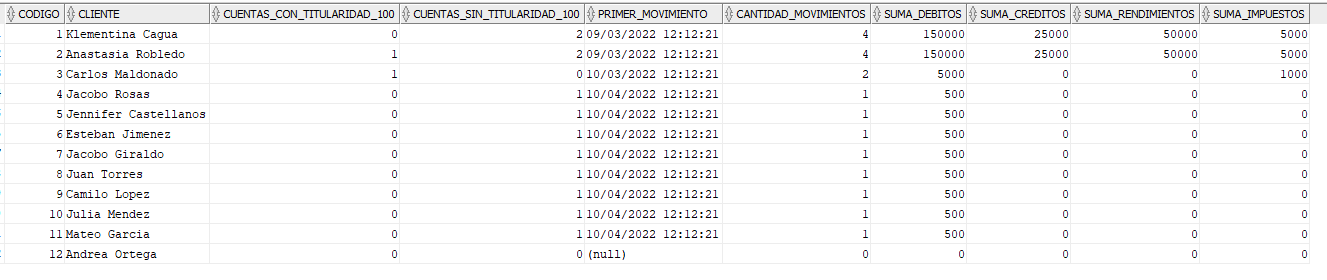 CODIGO CLIENTE CUENTAS_CON_TITULARIDAD_100 CUENTAS_SIN_TITULARIDAD_100 PRIMER_MOVIMIENTO CANTIDAD_MOVIMIENTOS SUMA_DEBITOS SUMA_CREDITOS SUMA_RENDIMIENTOS SUMA_IMPUESTOS
1 Klementina Cagua 0 2 09/03/2022 12:12:21 4 150000 25000 50000 5000
2 Anastasia Robledo 1 2 09/03/2022 12:12:21 4 150000 25000 50000 5000
3 Carlos Maldonado 1 0 10/03/2022 12:12:21 2 5000 0 0 1000
4 Jacobo Rosas 0 1 10/04/2022 12:12:21 1 500 0 0 0
5 Jennifer Castellanos 0 1 10/04/2022 12:12:21 1 500 0 0 0
6 Esteban Jimenez 0 1 10/04/2022 12:12:21 1 500 0 0 0
7 Jacobo Giraldo 0 1 10/04/2022 12:12:21 1 500 0 0 0
8 Juan Torres 0 1 10/04/2022 12:12:21 1 500 0 0 0
9 Camilo Lopez 0 1 10/04/2022 12:12:21 1 500 0 0 0
10 Julia Mendez 0 1 10/04/2022 12:12:21 1 500 0 0 0
11 Mateo Garcia 0 1 10/04/2022 12:12:21 1 500 0 0 0
12 Andrea Ortega 0 0 (null) 0 0 0 0 0